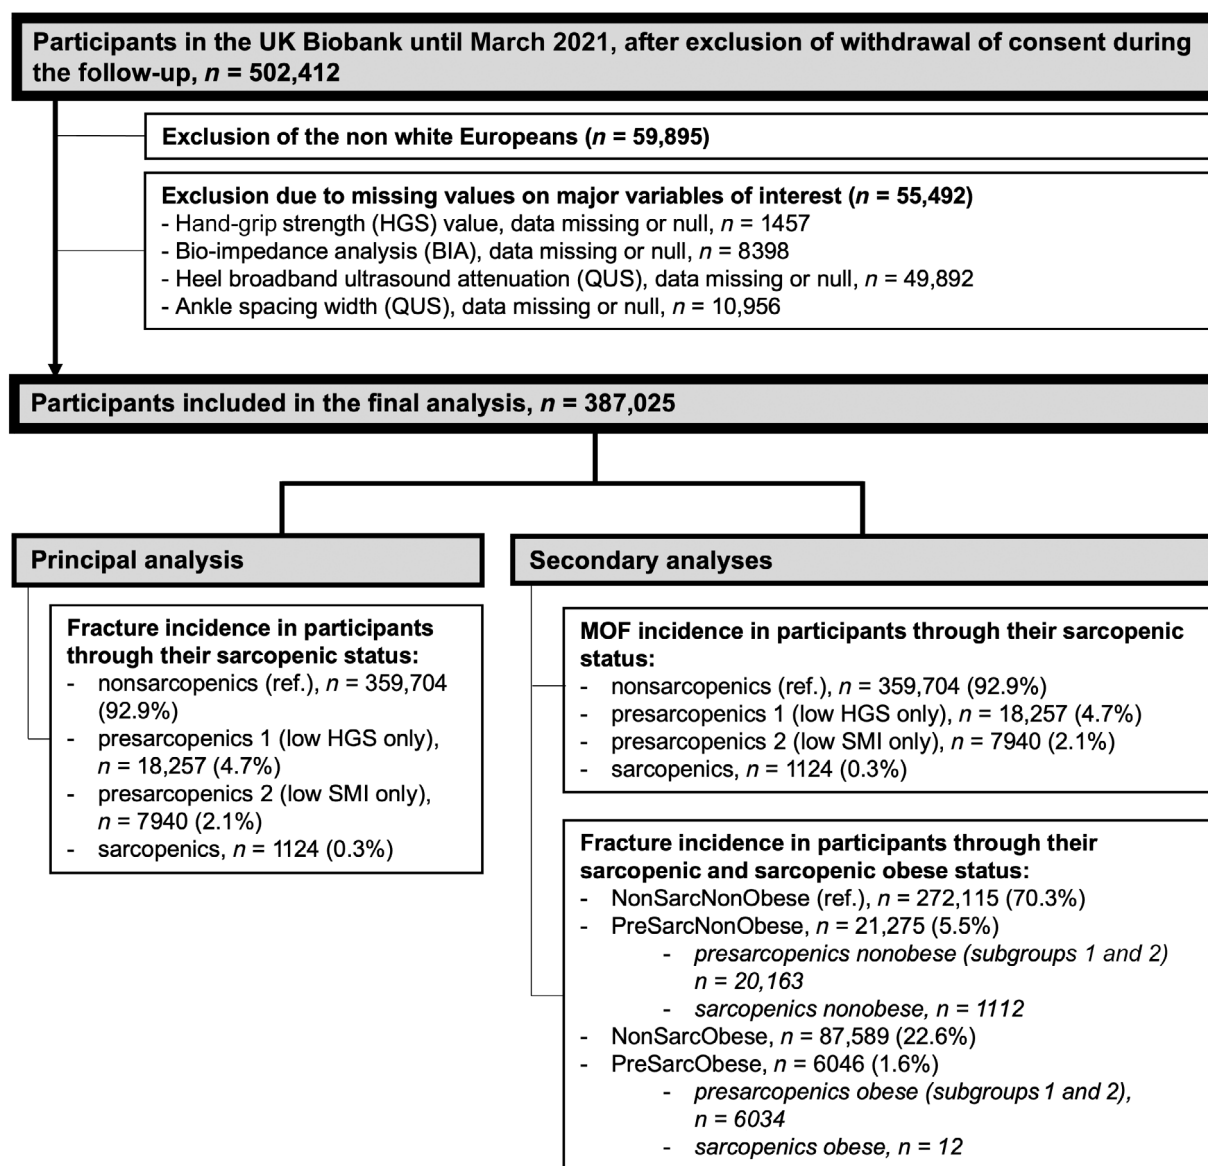 Participants in the UK Biobank until March 2021, after exclusion of withdrawal of consent during
the follow-up, n = 502,412
Exclusion of the non white Europeans (n = 59,895)
Exclusion due to missing values on major variables of interest (n = 55,492)
- Hand-grip strength (HGS) value, data missing or null, n = 1457
- Bio-impedance analysis (BIA), data missing or null, n = 8398
- Heel broadband ultrasound attenuation (QUS), data missing or null, n = 49,892
- Ankle spacing width (QUS), data missing or null, n = 10,956
Participants included in the final analysis, n = 387,025
Principal analysis
Fracture incidence in participants
through their sarcopenic status:
- nonsarcopenics (ref.), n = 359,704
(92.9%)
- presarcopenics 1 (low HGS only),
n = 18,257 (4.7%)
- presarcopenics 2 (low SMI only),
n = 7940 (2.1%)
- sarcopenics, n = 1124 (0.3%)
Secondary analyses
MOF incidence in participants through their sarcopenic
status:
- nonsarcopenics (ref.), n = 359,704 (92.9%)
- presarcopenics 1 (low HGS only), n = 18,257 (4.7%)
- presarcopenics 2 (low SMI only), n = 7940 (2.1%)
- sarcopenics, n = 1124 (0.3%)
Fracture incidence in participants through their
sarcopenic and sarcopenic obese status:
- NonSarcNonObese (ref.), n = 272,115 (70.3%)
- PreSarcNonObese, n = 21,275 (5.5%)
- presarcopenics nonobese (subgroups 1 and 2)
n = 20,163
- sarcopenics nonobese, n = 1112
- NonSarcObese, n = 87,589 (22.6%)
- PreSarcObese, n = 6046 (1.6%)
- presarcopenics obese (subgroups 1 and 2),
n = 6034
- sarcopenics obese, n = 12